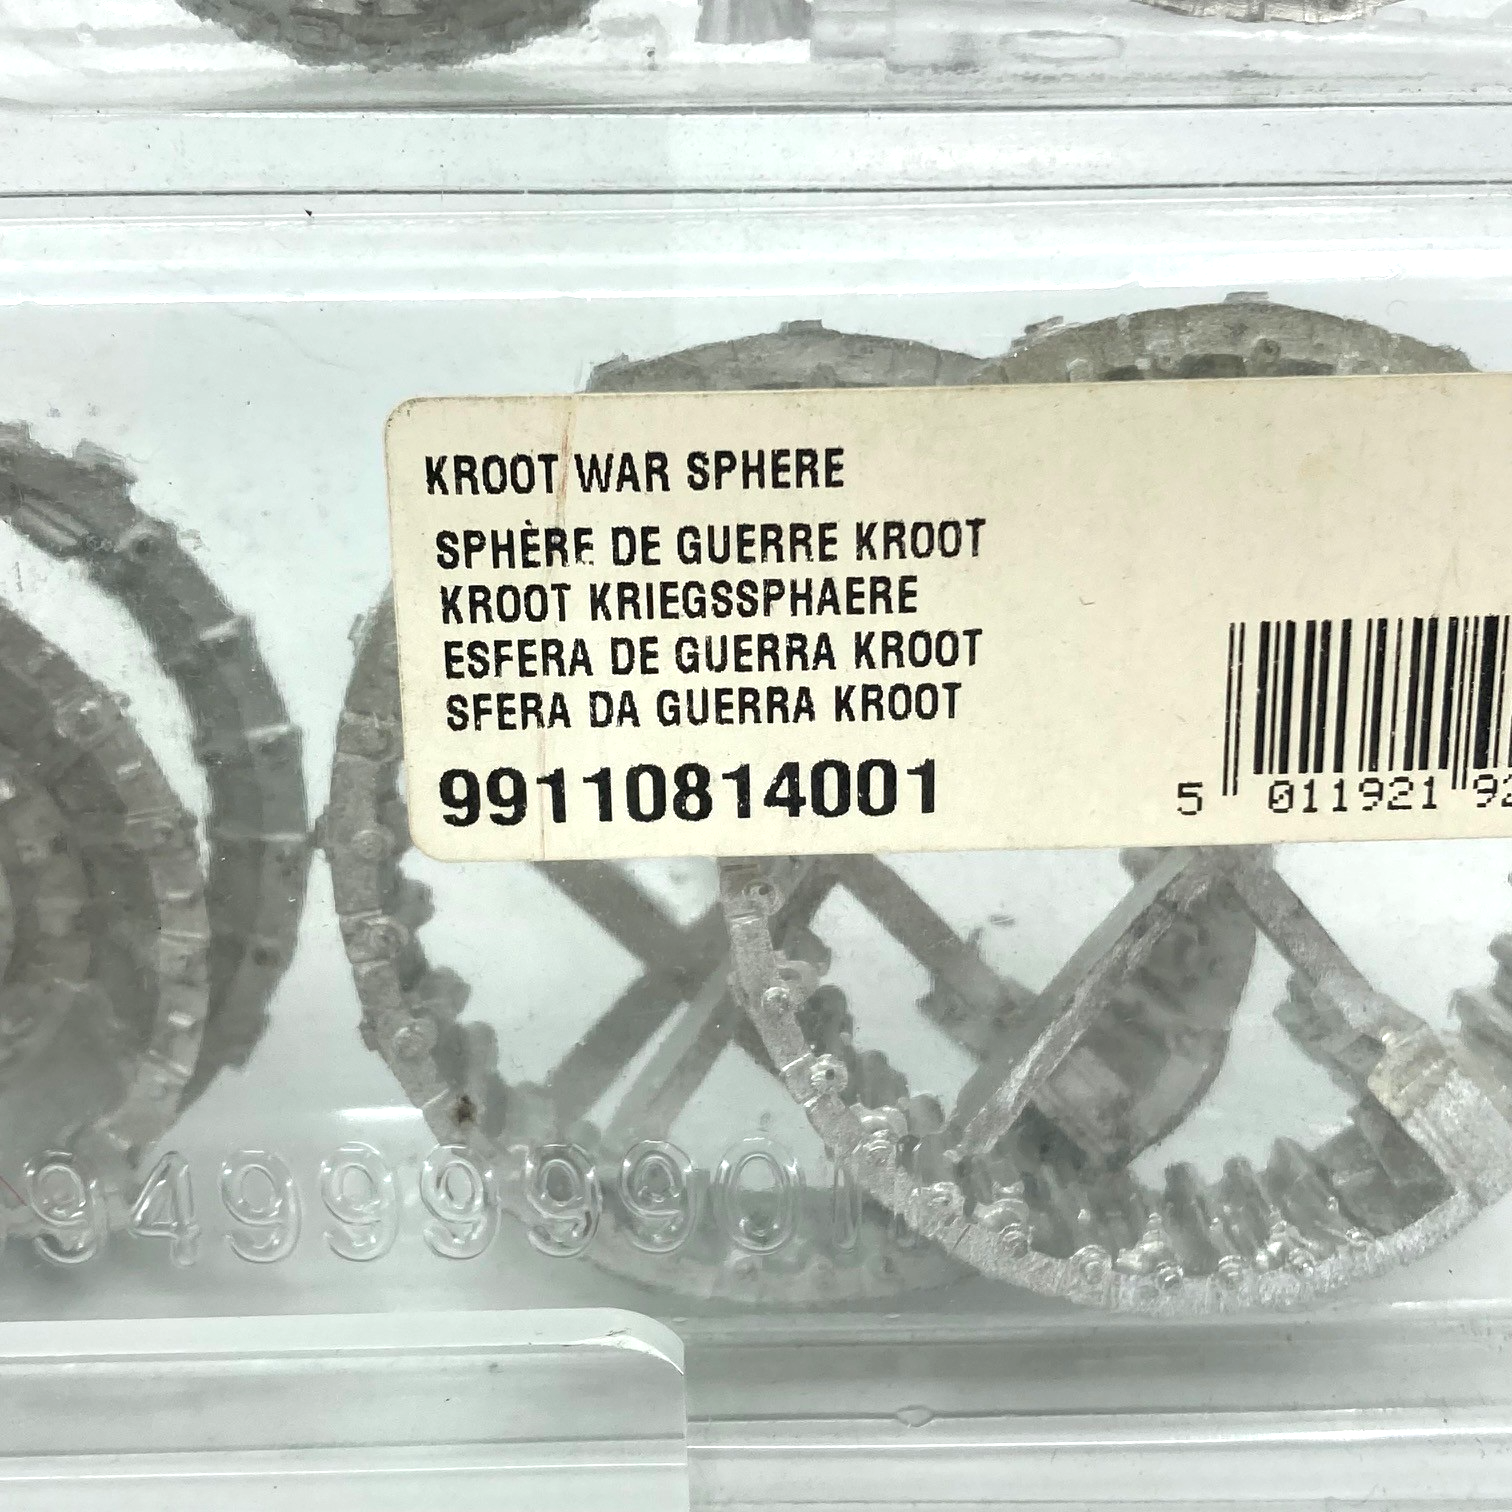 KROOT WAR SPHERE
SPHÈRE DE GUERRE KROOT
KROOT KRIEGSSPHAERE
ESFERA DE GUERRA KROOT
SFERA DA GUERRA KROOT
99110814001
5 011921 92